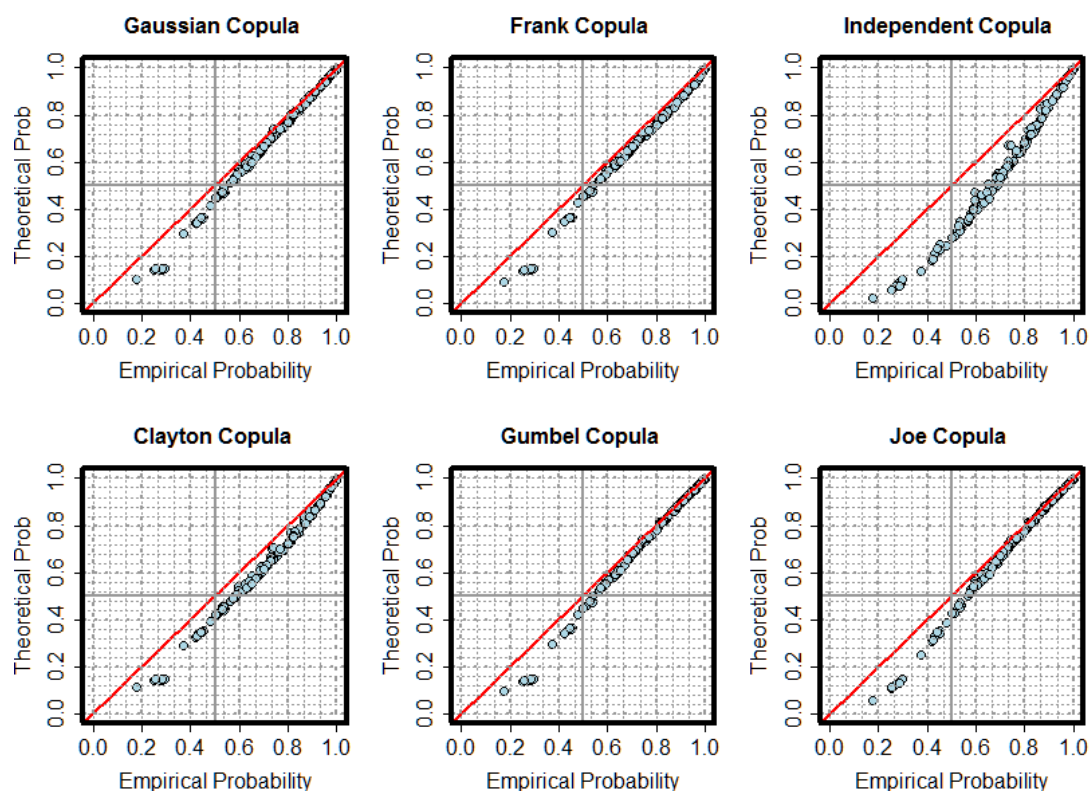 Gaussian Copula
Theoretical Prob
0.0 0.2 0.4 0.6 0.8 1.0
0.0 0.2 0.4 0.6 0.8 1.0
Empirical Probability
Frank Copula
Theoretical Prob
0.0 0.2 0.4 0.6 0.8 1.0
0.0 0.2 0.4 0.6 0.8 1.0
Empirical Probability
Independent Copula
Theoretical Prob
0.0 0.2 0.4 0.6 0.8 1.0
0.0 0.2 0.4 0.6 0.8 1.0
Empirical Probability
Clayton Copula
Theoretical Prob
0.0 0.2 0.4 0.6 0.8 1.0
0.0 0.2 0.4 0.6 0.8 1.0
Empirical Probability
Gumbel Copula
Theoretical Prob
0.0 0.2 0.4 0.6 0.8 1.0
0.0 0.2 0.4 0.6 0.8 1.0
Empirical Probability
Joe Copula
Theoretical Prob
0.0 0.2 0.4 0.6 0.8 1.0
0.0 0.2 0.4 0.6 0.8 1.0
Empirical Probability